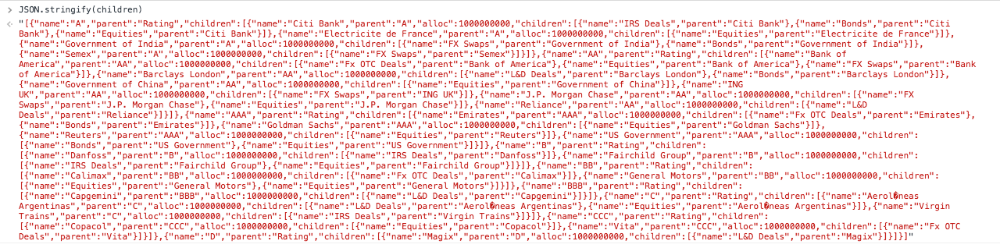 JSON.stringify(children)
"[{"name":"A","parent":"Rating","children":[{"name":"Citi Bank","parent":"A","alloc":1000000000,"children":[{"name":"IRS Deals","parent":"Citi Bank"},{"name":"Bonds","parent":"Citi
Bank"},{"name":"Equities","parent":"Citi Bank"}]},{"name":"Electricite de France","parent":"A","alloc":1000000000,"children":[{"name":"Equities","parent":"Electricite de France"}]},
{"name":"Government of India","parent":"A","alloc":1000000000,"children":[{"name":"FX Swaps","parent":"Government of India"},{"name":"Bonds","parent":"Government of India"}]},
{"name":"Semex","parent":"A","alloc":1000000000,"children":[{"name":"FX Swaps","parent":"Semex"}]}]},{"name":"AA","parent":"Rating","children":[{"name":"Bank of
America","parent":"AA","alloc":1000000000,"children":[{"name":"Fx OTC Deals","parent":"Bank of America"},{"name":"Equities","parent":"Bank of America"},{"name":"FX Swaps","parent":"Bank
of America"}]},{"name":"Barclays London","parent":"AA","alloc":1000000000,"children":[{"name":"L&D Deals","parent":"Barclays London"},{"name":"Bonds","parent":"Barclays London"}]},
{"name":"Government of China","parent":"AA","alloc":1000000000,"children":[{"name":"Equities","parent":"Government of China"}]},{"name":"ING
UK","parent":"AA","alloc":1000000000,"children":[{"name":"FX Swaps","parent":"ING UK"}]},{"name":"J.P. Morgan Chase","parent":"AA","alloc":1000000000,"children":[{"name":"FX
Swaps","parent":"J.P. Morgan Chase"},{"name":"Equities","parent":"J.P. Morgan Chase"}]},{"name":"Reliance","parent":"AA","alloc":1000000000,"children":[{"name":"L&D
Deals","parent":"Reliance"}]}]},{"name":"AAA","parent":"Rating","children":[{"name":"Emirates","parent":"AAA","alloc":1000000000,"children":[{"name":"Fx OTC Deals","parent":"Emirates"},
{"name":"Bonds","parent":"Emirates"}]},{"name":"Goldman Sachs","parent":"AAA","alloc":1000000000,"children":[{"name":"Equities","parent":"Goldman Sachs"}]},
{"name":"Reuters","parent":"AAA","alloc":1000000000,"children":[{"name":"Equities","parent":"Reuters"}]},{"name":"US Government","parent":"AAA","alloc":1000000000,"children":
[{"name":"Bonds","parent":"US Government"},{"name":"Equities","parent":"US Government"}]}]},{"name":"B","parent":"Rating","children":
[{"name":"Danfoss","parent":"B","alloc":1000000000,"children":[{"name":"IRS Deals","parent":"Danfoss"}]},{"name":"Fairchild Group","parent":"B","alloc":1000000000,"children":
[{"name":"IRS Deals","parent":"Fairchild Group"},{"name":"Equities","parent":"Fairchild Group"}]}]},{"name":"BB","parent":"Rating","children":
[{"name":"Calimax","parent":"BB","alloc":1000000000,"children":[{"name":"Fx OTC Deals","parent":"Calimax"}]},{"name":"General Motors","parent":"BB","alloc":1000000000,"children":
[{"name":"Equities","parent":"General Motors"},{"name":"Equities","parent":"General Motors"}]}]},{"name":"BBB","parent":"Rating","children":
[{"name":"Capgemini","parent":"BBB","alloc":1000000000,"children":[{"name":"L&D Deals","parent":"Capgemini"}]}]},{"name":"C","parent":"Rating","children":[{"name":"Aerol�neas
Argentinas","parent":"C","alloc":1000000000,"children":[{"name":"L&D Deals","parent":"Aerol�neas Argentinas"},{"name":"Equities","parent":"Aerol�neas Argentinas"}]},{"name":"Virgin
Trains","parent":"C","alloc":1000000000,"children":[{"name":"IRS Deals","parent":"Virgin Trains"}]}]},{"name":"CCC","parent":"Rating","children":
[{"name":"Copacol","parent":"CCC","alloc":1000000000,"children":[{"name":"Equities","parent":"Copacol"}]},{"name":"Vita","parent":"CCC","alloc":1000000000,"children":[{"name":"Fx OTC
Deals","parent":"Vita"}]}]},{"name":"D","parent":"Rating","children":[{"name":"Magix","parent":"D","alloc":1000000000,"children":[{"name":"L&D Deals","parent":"Magix"}]}]}]"